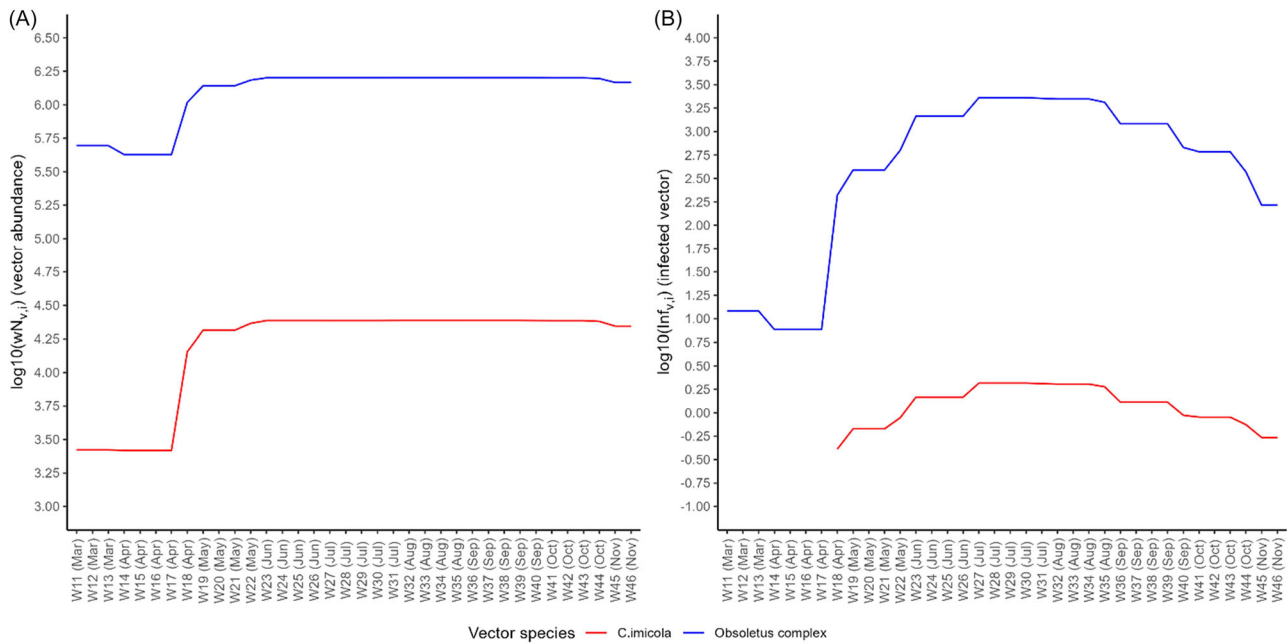 (A)
log10(wN_{v,i}) (vector abundance)
6.50
6.25
6.00
5.75
5.50
5.25
5.00
4.75
4.50
4.25
4.00
3.75
3.50
3.25
3.00
W11 (Mar)
W12 (Mar)
W13 (Mar)
W14 (Apr)
W15 (Apr)
W16 (Apr)
W17 (Apr)
W18 (Apr)
W19 (May)
W20 (May)
W21 (May)
W22 (May)
W23 (Jun)
W24 (Jun)
W25 (Jun)
W26 (Jun)
W27 (Jul)
W28 (Jul)
W29 (Jul)
W30 (Jul)
W31 (Jul)
W32 (Aug)
W33 (Aug)
W34 (Aug)
W35 (Aug)
W36 (Sep)
W37 (Sep)
W38 (Sep)
W39 (Sep)
W40 (Sep)
W41 (Oct)
W42 (Oct)
W43 (Oct)
W44 (Oct)
W45 (Nov)
W46 (Nov)
(B)
log10(Inf_{v,i}) (infected vector)
4.00
3.75
3.50
3.25
3.00
2.75
2.50
2.25
2.00
1.75
1.50
1.25
1.00
0.75
0.50
0.25
0.00
-0.25
-0.50
-0.75
-1.00
W11 (Mar)
W12 (Mar)
W13 (Mar)
W14 (Apr)
W15 (Apr)
W16 (Apr)
W17 (Apr)
W18 (Apr)
W19 (May)
W20 (May)
W21 (May)
W22 (May)
W23 (Jun)
W24 (Jun)
W25 (Jun)
W26 (Jun)
W27 (Jul)
W28 (Jul)
W29 (Jul)
W30 (Jul)
W31 (Jul)
W32 (Aug)
W33 (Aug)
W34 (Aug)
W35 (Aug)
W36 (Sep)
W37 (Sep)
W38 (Sep)
W39 (Sep)
W40 (Sep)
W41 (Oct)
W42 (Oct)
W43 (Oct)
W44 (Oct)
W45 (Nov)
W46 (Nov)
Vector species C.imicola Obsoletus complex